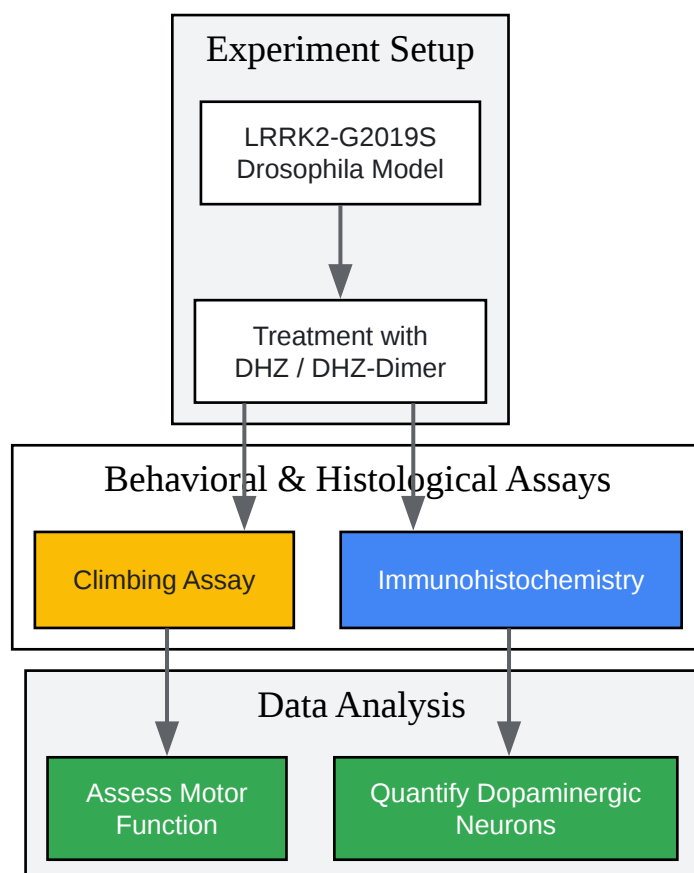 Experiment Setup
LRRK2-G2019S
Drosophila Model
Treatment with
DHZ / DHZ-Dimer
Behavioral & Histological Assays
Climbing Assay
Immunohistochemistry
Data Analysis
Assess Motor
Function
Quantify Dopaminergic
Neurons